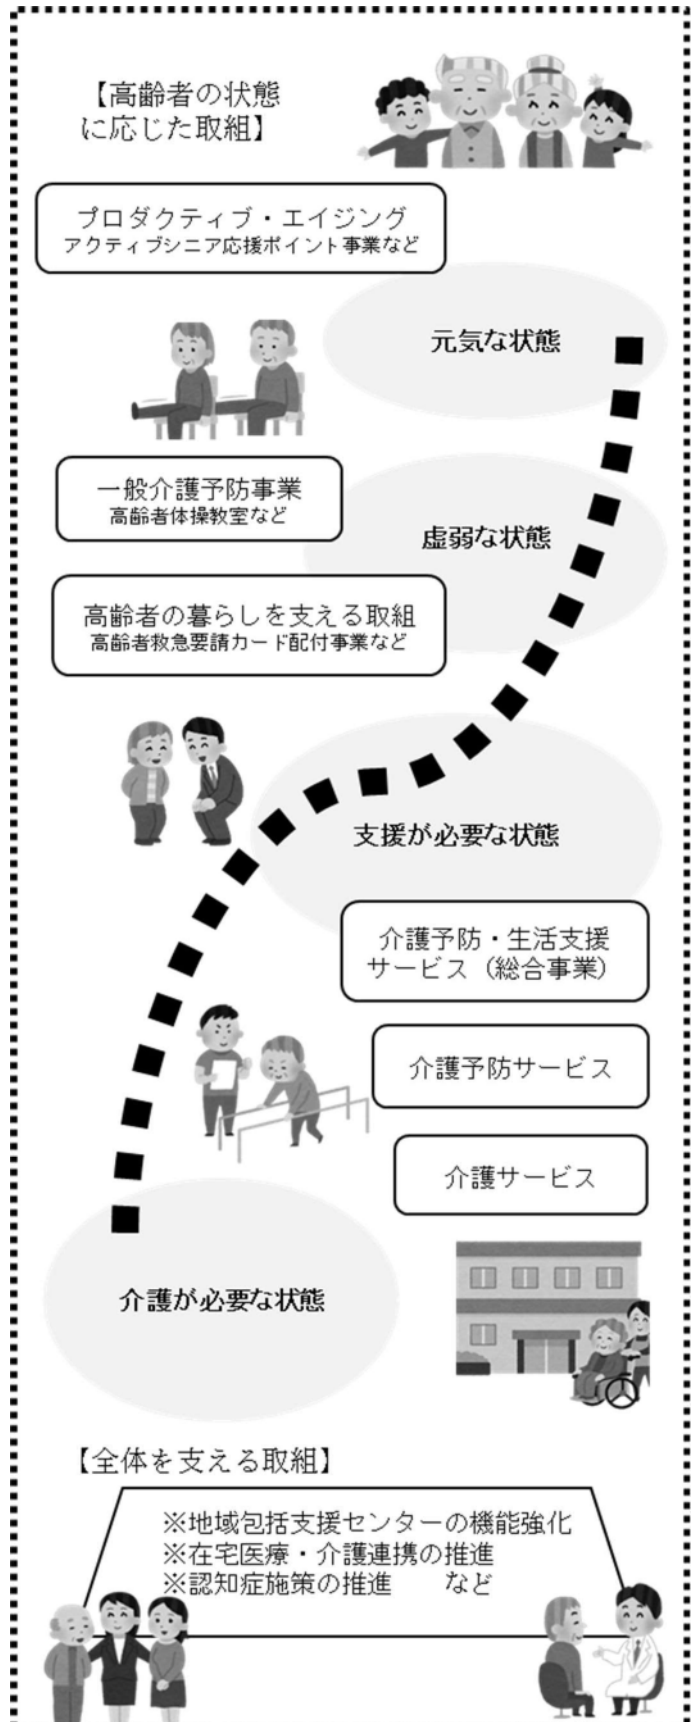 【高齢者の状態
に応じた取組】
プロダクティブ・エイジング
アクティブシニア応援ポイント事業など
元気な状態
一般介護予防事業
高齢者体操教室など
虚弱な状態
高齢者の暮らしを支える取組
高齢者救急要請カード配付事業など
支援が必要な状態
介護予防・生活支援
サービス（総合事業）
介護予防サービス
介護サービス
介護が必要な状態
【全体を支える取組】
※地域包括支援センターの機能強化
※在宅医療・介護連携の推進
※認知症施策の推進　　など